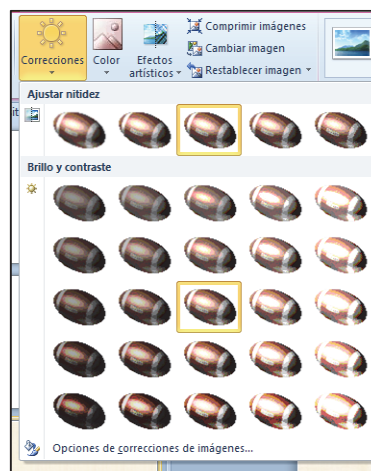 Comprimir imágenes
Cambiar imagen
Correcciones Color Efectos artísticos Restablecer imagen
Ajustar nitidez
Brillo y contraste
Opciones de correcciones de imágenes...